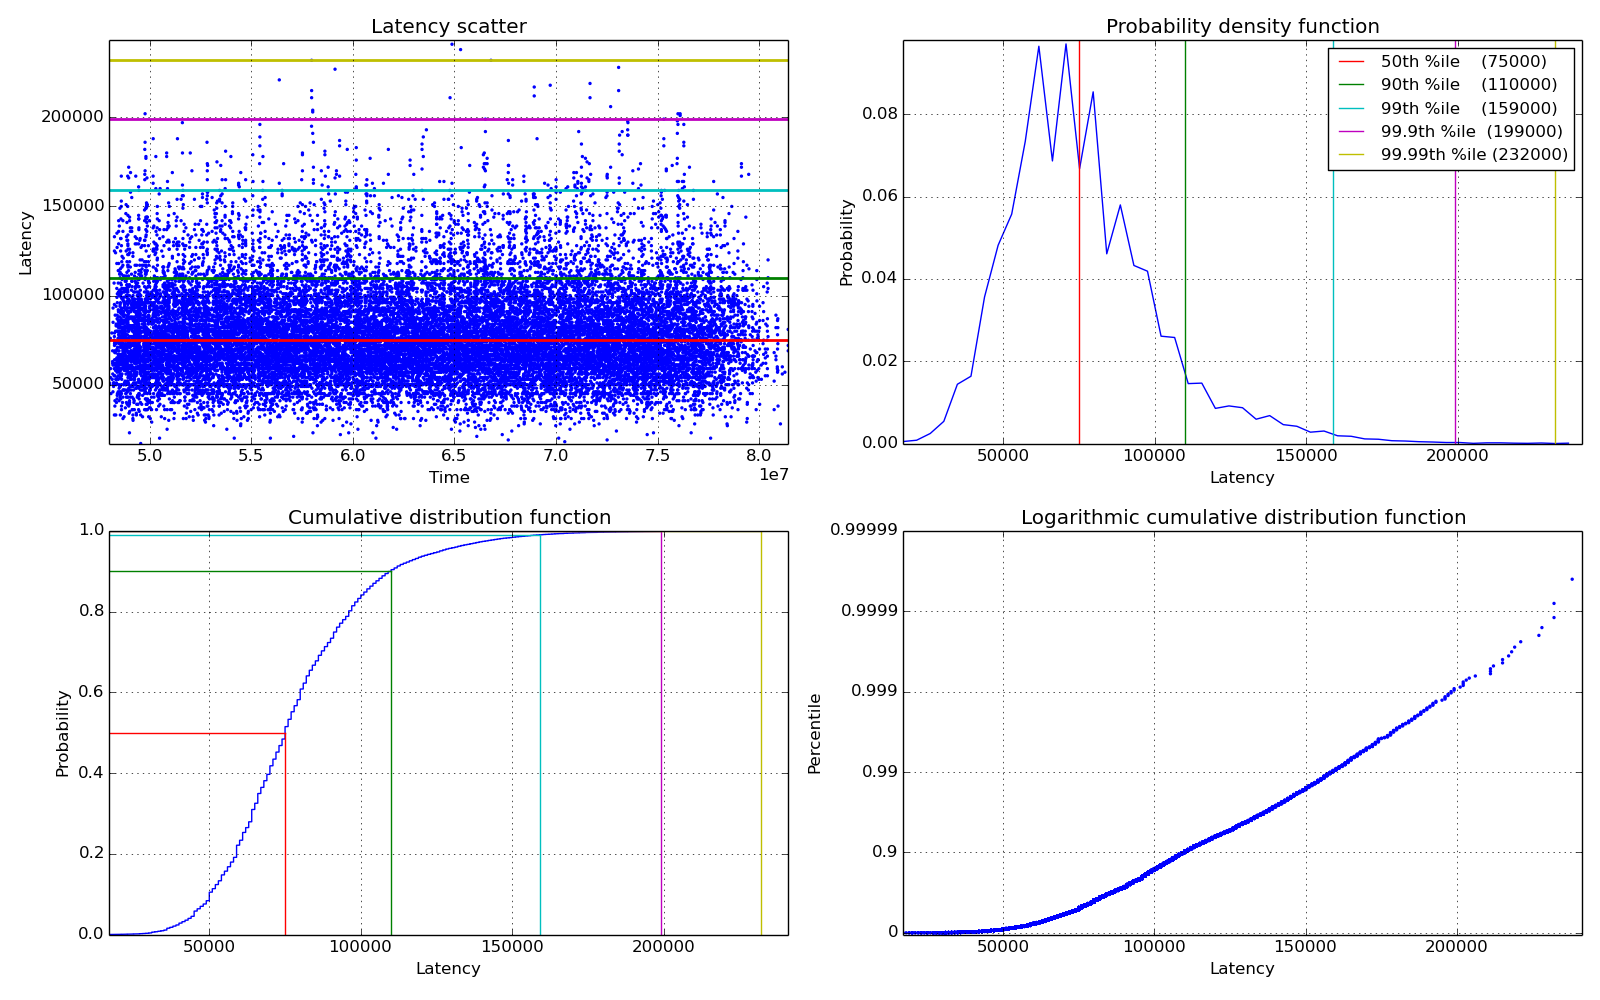 Latency scatter
200000
150000
100000
50000
Latency
5.0 5.5 6.0 6.5 7.0 7.5 8.0
1e7
Time
Probability density function
50th %ile (75000)
90th %ile (110000)
99th %ile (159000)
99.9th %ile (199000)
99.99th %ile (232000)
0.08
0.06
0.04
0.02
0.00
Probability
50000 100000 150000 200000
Latency
Cumulative distribution function
1.0
0.8
0.6
0.4
0.2
0.0
Probability
50000 100000 150000 200000
Latency
Logarithmic cumulative distribution function
0.99999
0.9999
0.999
0.99
0.9
0
Percentile
50000 100000 150000 200000
Latency